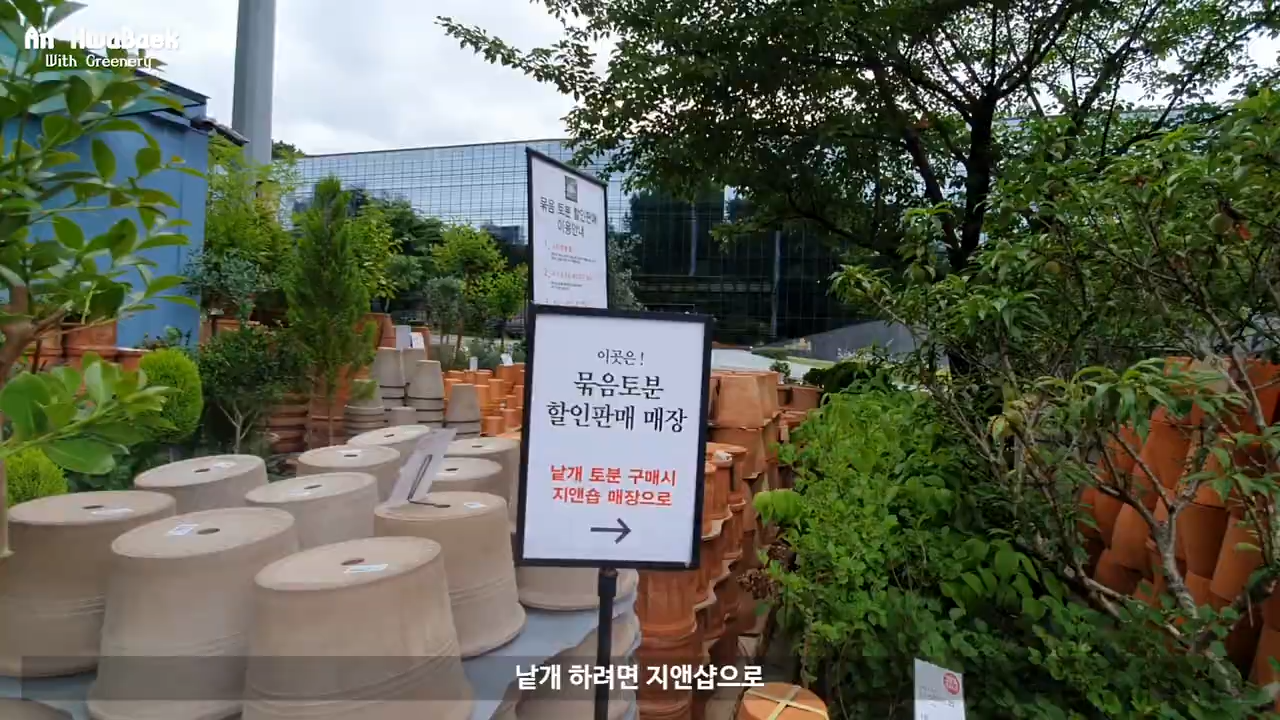 An HwaBaek
With Greenery
묶음 토분 할인판매
이용안내
이곳은!
묶음토분
할인판매 매장
낱개 토분 구매시
지앤숍 매장으로
낱개 하려면 지앤샵으로